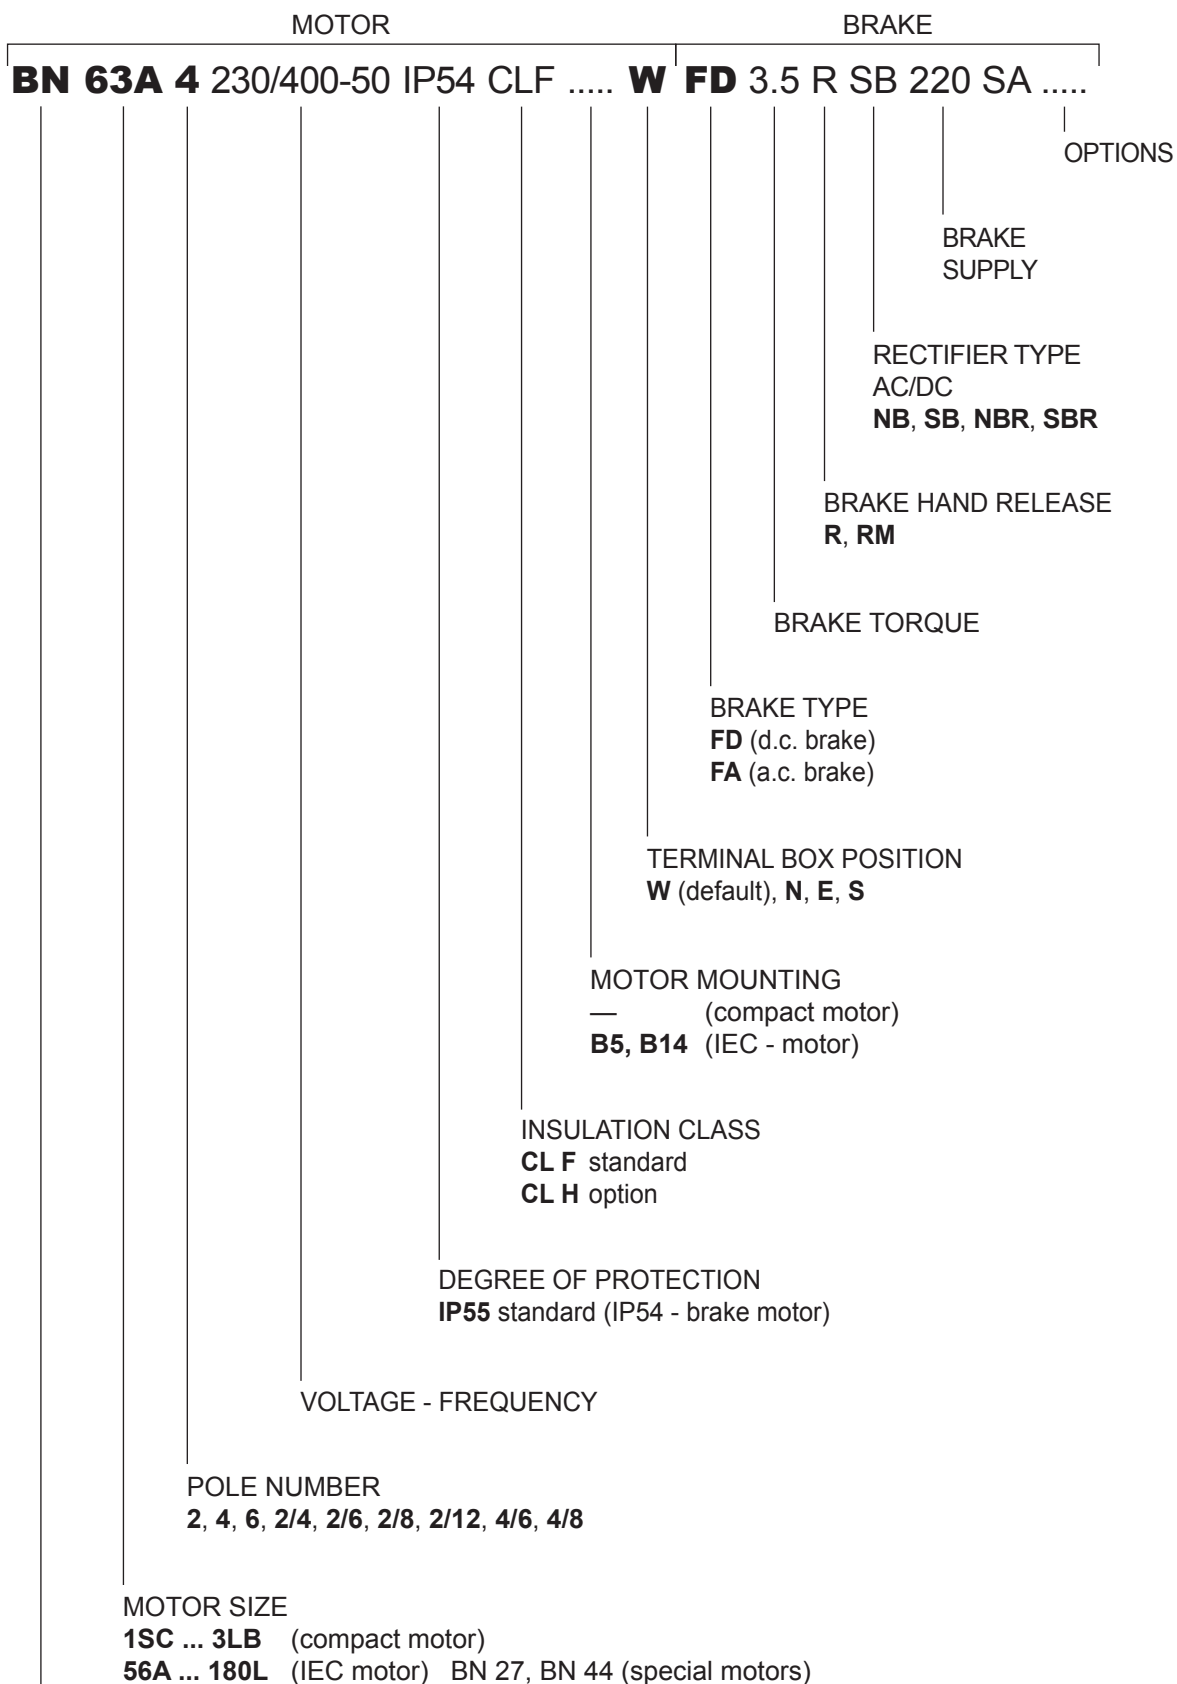 MOTOR BRAKE
BN 63A 4 230/400-50 IP54 CLF ..... W FD 3.5 R SB 220 SA .....
OPTIONS
BRAKE
SUPPLY
RECTIFIER TYPE
AC/DC
NB, SB, NBR, SBR
BRAKE HAND RELEASE
R, RM
BRAKE TORQUE
BRAKE TYPE
FD (d.c. brake)
FA (a.c. brake)
TERMINAL BOX POSITION
W (default), N, E, S
MOTOR MOUNTING
— (compact motor)
B5, B14 (IEC - motor)
INSULATION CLASS
CL F standard
CL H option
DEGREE OF PROTECTION
IP55 standard (IP54 - brake motor)
VOLTAGE - FREQUENCY
POLE NUMBER
2, 4, 6, 2/4, 2/6, 2/8, 2/12, 4/6, 4/8
MOTOR SIZE
1SC ... 3LB (compact motor)
56A ... 180L (IEC motor) BN 27, BN 44 (special motors)